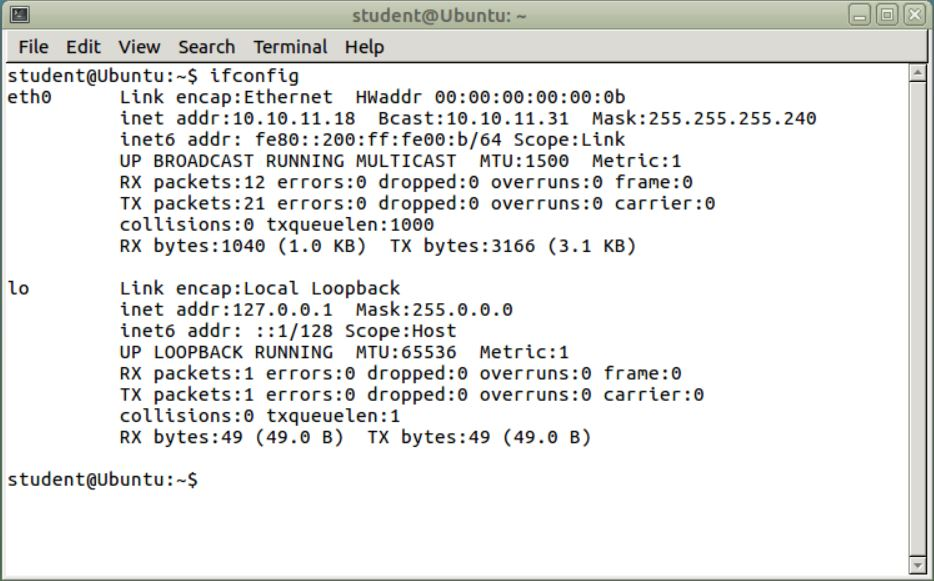 student@Ubuntu: ~
File Edit View Search Terminal Help
student@Ubuntu:~$ ifconfig
eth0      Link encap:Ethernet  HWaddr 00:00:00:00:00:0b
          inet addr:10.10.11.18  Bcast:10.10.11.31  Mask:255.255.255.240
          inet6 addr: fe80::200:ff:fe00:b/64 Scope:Link
          UP BROADCAST RUNNING MULTICAST  MTU:1500  Metric:1
          RX packets:12 errors:0 dropped:0 overruns:0 frame:0
          TX packets:21 errors:0 dropped:0 overruns:0 carrier:0
          collisions:0 txqueuelen:1000
          RX bytes:1040 (1.0 KB)  TX bytes:3166 (3.1 KB)
lo        Link encap:Local Loopback
          inet addr:127.0.0.1  Mask:255.0.0.0
          inet6 addr: ::1/128 Scope:Host
          UP LOOPBACK RUNNING  MTU:65536  Metric:1
          RX packets:1 errors:0 dropped:0 overruns:0 frame:0
          TX packets:1 errors:0 dropped:0 overruns:0 carrier:0
          collisions:0 txqueuelen:1
          RX bytes:49 (49.0 B)  TX bytes:49 (49.0 B)
student@Ubuntu:~$